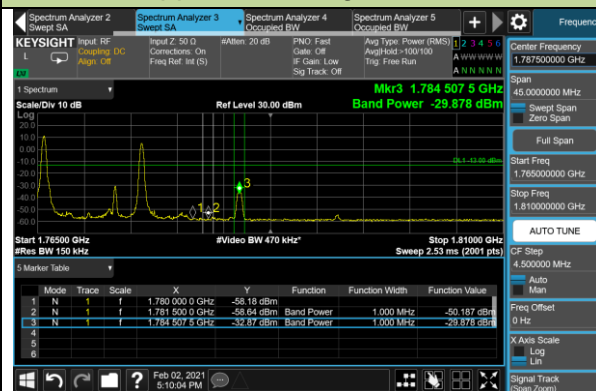 Spectrum Analyzer 2
Swept SA
Spectrum Analyzer 3
Swept SA
Spectrum Analyzer 4
Occupied BW
Spectrum Analyzer 5
Occupied BW
+
Frequency
KEYSIGHT
L
LXI
Input: RF
Coupling: DC
Align: Off
Input Z: 50 Ω
Corrections: On
Freq Ref: Int (S)
#Atten: 20 dB
PNO: Fast
Gate: Off
IF Gain: Low
Sig Track: Off
Avg Type: Power (RMS)
Avg|Hold:>100/100
Trig: Free Run
1 2 3 4 5 6
A W W W W W
A N N N N N
1 Spectrum
Scale/Div 10 dB
Ref Level 30.00 dBm
Mkr3 1.784 507 5 GHz
Band Power -29.878 dBm
Log
20.0
10.0
0.00
-10.0
-20.0
-30.0
-40.0
-50.0
-60.0
DL1 -13.00 dBm
1
2
3
Start 1.76500 GHz
#Res BW 150 kHz
#Video BW 470 kHz*
Stop 1.81000 GHz
Sweep 2.53 ms (2001 pts)
5 Marker Table
Mode Trace Scale X Y Function Function Width Function Value
1 N 1 f 1.780 000 0 GHz -58.18 dBm
2 N 1 f 1.781 500 0 GHz -58.64 dBm Band Power 1.000 MHz -50.187 dBm
3 N 1 f 1.784 507 5 GHz -32.87 dBm Band Power 1.000 MHz -29.878 dBm
4
5
6
Feb 02, 2021
5:10:04 PM
?
Center Frequency
1.787500000 GHz
Span
45.0000000 MHz
Swept Span
Zero Span
Full Span
Start Freq
1.765000000 GHz
Stop Freq
1.810000000 GHz
AUTO TUNE
CF Step
4.500000 MHz
Auto
Man
Freq Offset
0 Hz
X Axis Scale
Log
Lin
Signal Track
(Span Zoom)